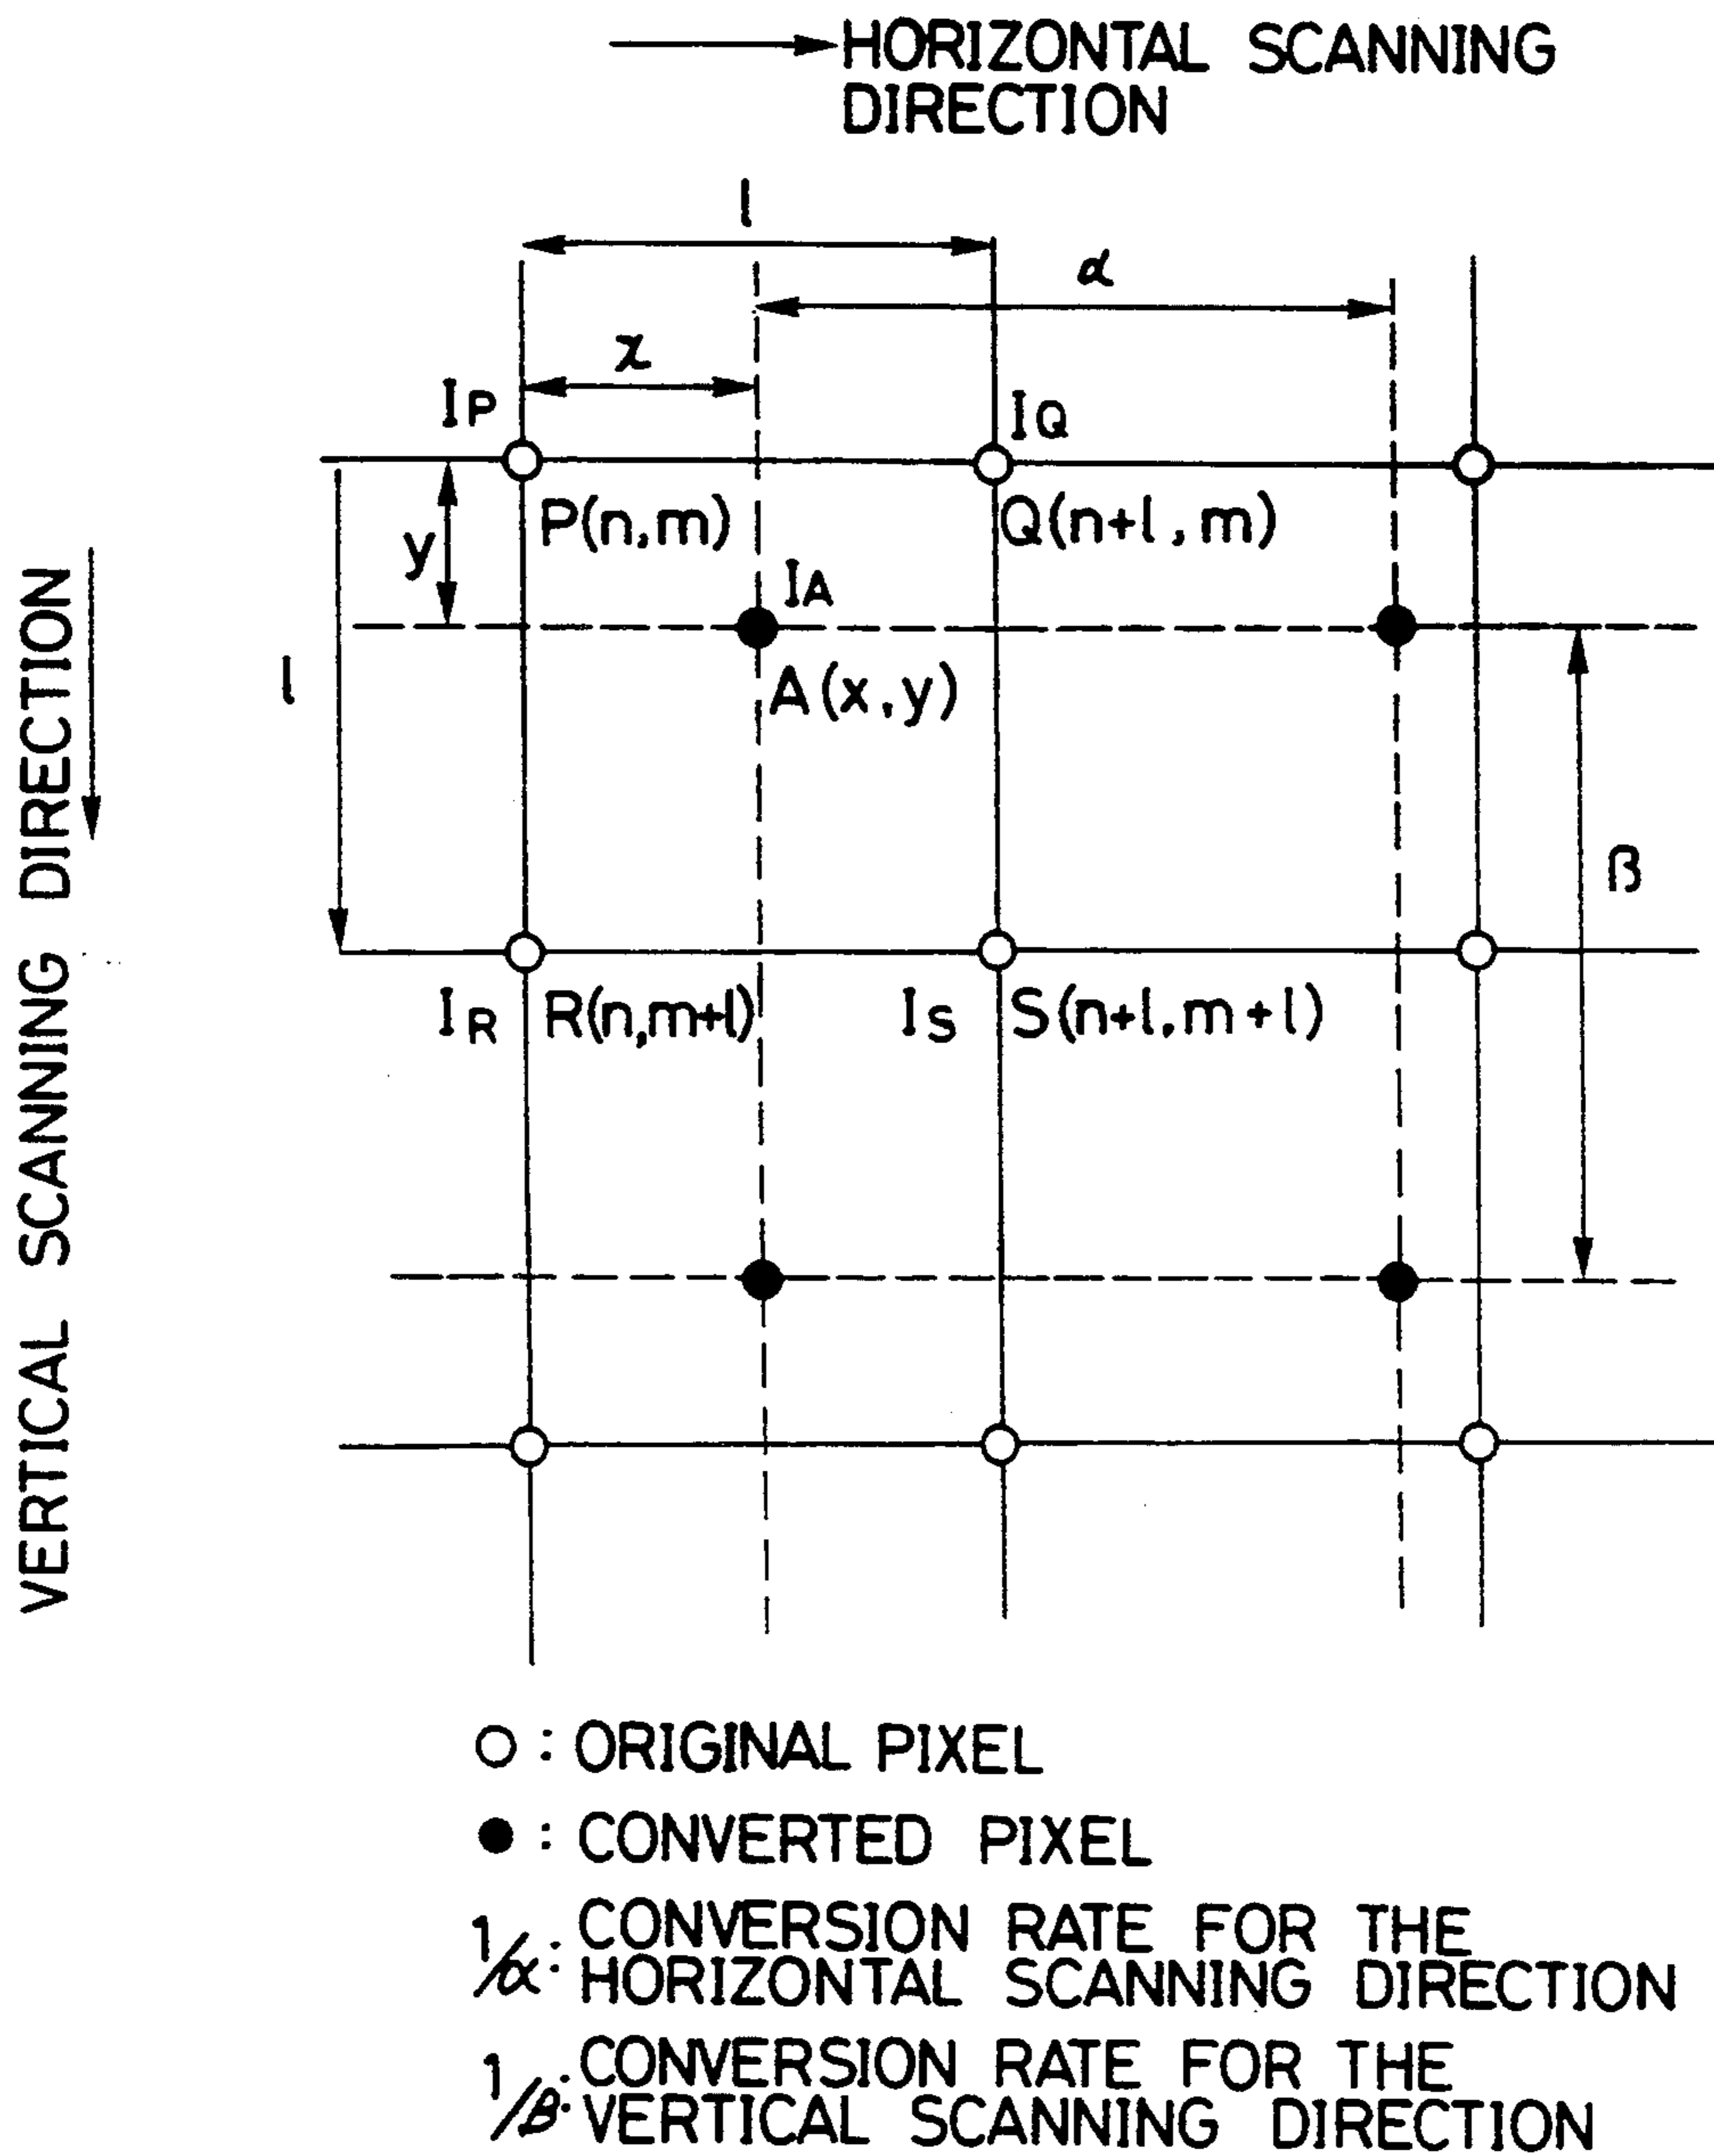 HORIZONTAL SCANNING
DIRECTION
l
α
x
IP
IQ
P(n,m)
Q(n+l,m)
y
IA
A(x,y)
l
VERTICAL SCANNING DIRECTION
β
IR
R(n,m+l)
IS
S(n+l,m+l)
○: ORIGINAL PIXEL
●: CONVERTED PIXEL
1/α: CONVERSION RATE FOR THE
HORIZONTAL SCANNING DIRECTION
1/β: CONVERSION RATE FOR THE
VERTICAL SCANNING DIRECTION